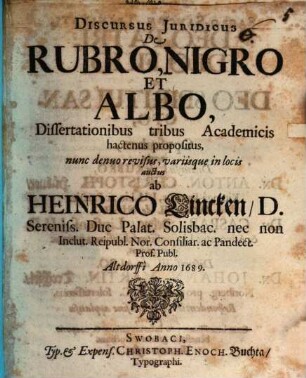 Discursus Juridicus
De
RUBRO, NIGRO
ET
ALBO,
Dissertationibus tribus Academicis
hactenus propositus,
nunc denuo revisus, variisque in locis
auctus
ab
HEINRICO Lincken / D.
Sereniss. Duc Palat. Solisbac. nec non
Inclut. Reipubl. Nor. Consiliar. ac Pandect.
Prof. Publ.
Altdorffi Anno 1689.
SWOBACI,
Typ. & Expens. CHRISTOPH. ENOCH. Buchta /
Typographi.